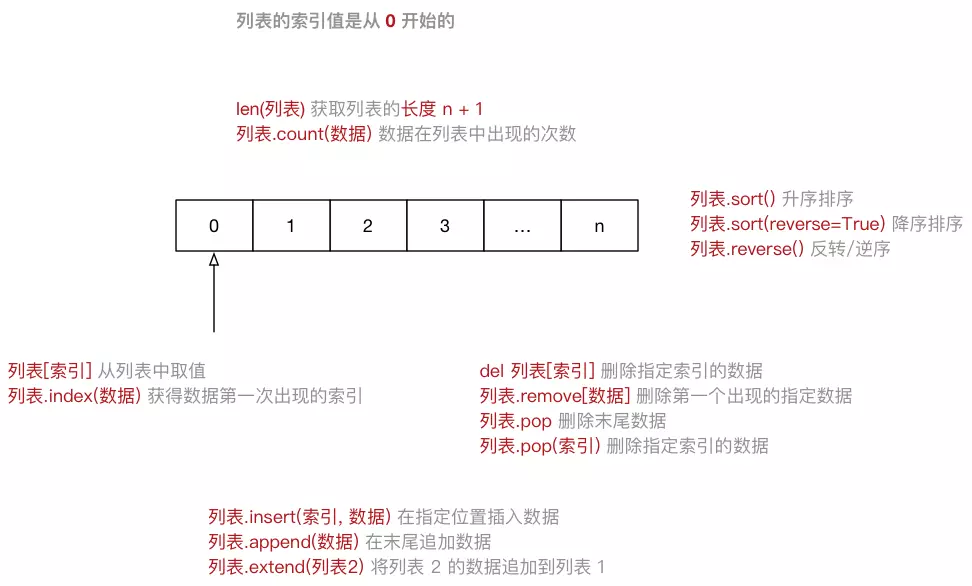 列表的索引值是从 0 开始的
len(列表) 获取列表的长度 n + 1
列表.count(数据) 数据在列表中出现的次数
0 1 2 3 ... n
列表.sort() 升序排序
列表.sort(reverse=True) 降序排序
列表.reverse() 反转/逆序
列表[索引] 从列表中取值
列表.index(数据) 获得数据第一次出现的索引
del 列表[索引] 删除指定索引的数据
列表.remove[数据] 删除第一个出现的指定数据
列表.pop 删除末尾数据
列表.pop(索引) 删除指定索引的数据
列表.insert(索引, 数据) 在指定位置插入数据
列表.append(数据) 在末尾追加数据
列表.extend(列表2) 将列表 2 的数据追加到列表 1